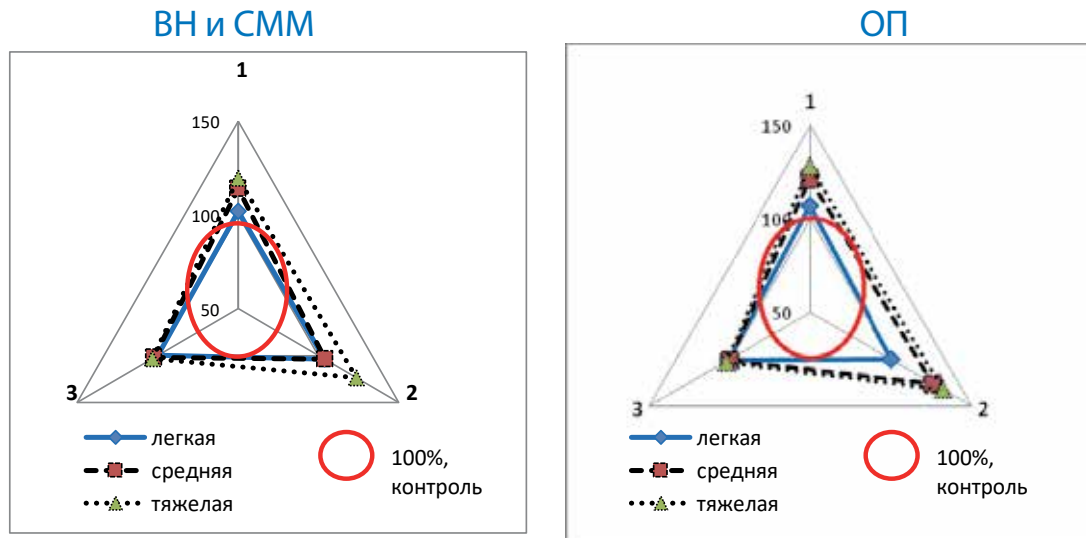 ВН и СММ
1
150
100
50
3
2
легкая
средняя
тяжелая
100%,
контроль
ОП
1
150
100
50
3
2
легкая
средняя
тяжелая
100%,
контроль